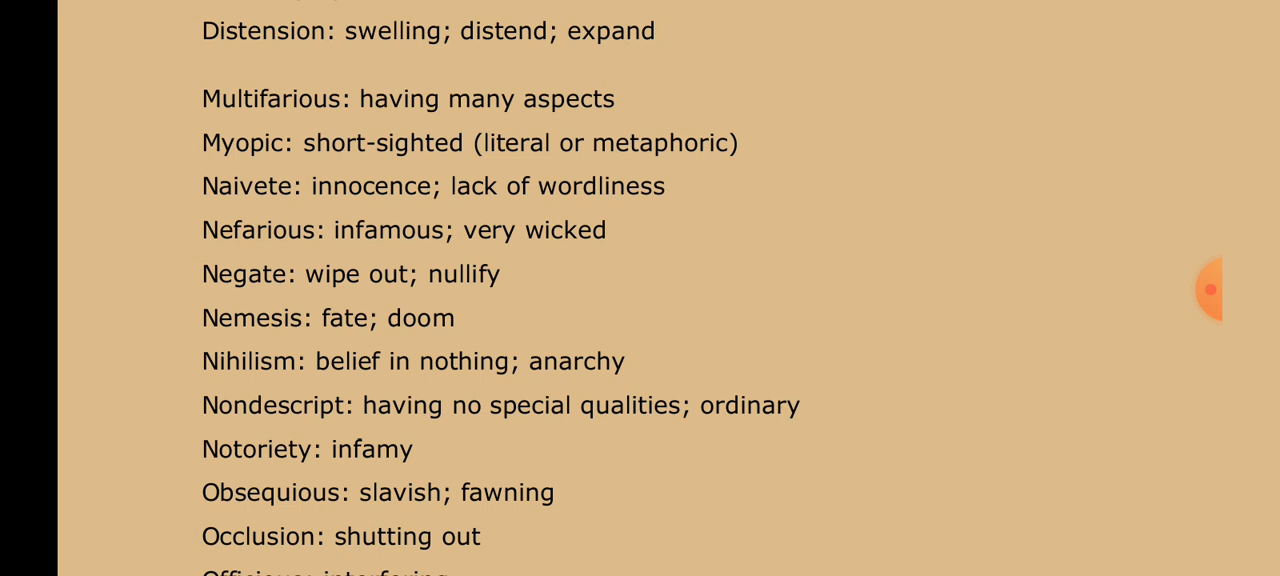 Distension: swelling; distend; expand
Multifarious: having many aspects
Myopic: short-sighted (literal or metaphoric)
Naivete: innocence; lack of wordliness
Nefarious: infamous; very wicked
Negate: wipe out; nullify
Nemesis: fate; doom
Nihilism: belief in nothing; anarchy
Nondescript: having no special qualities; ordinary
Notoriety: infamy
Obsequious: slavish; fawning
Occlusion: shutting out
Officious: interfering